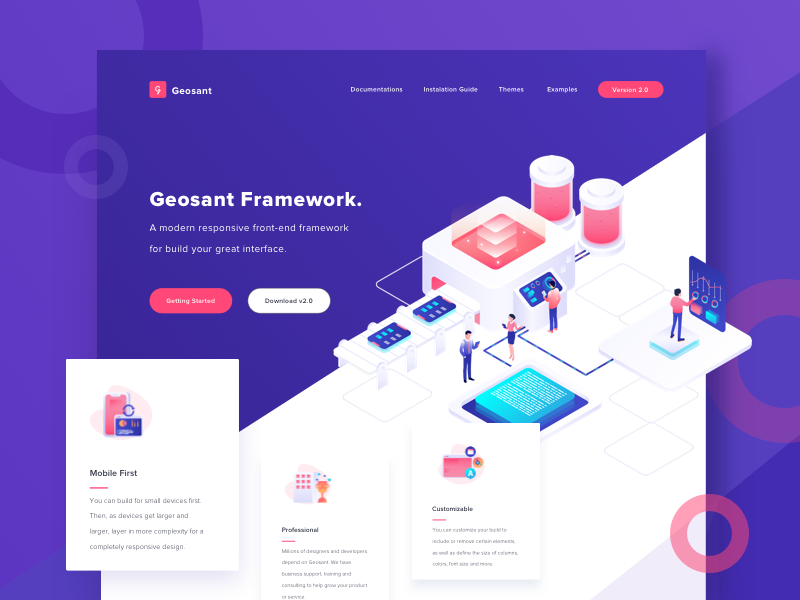 Geosant
Documentations
Instalation Guide
Themes
Examples
Version 2.0
Geosant Framework.
A modern responsive front-end framework
for build your great interface.
Getting Started
Download v2.0
Mobile First
You can build for small devices first.
Then, as devices get larger and
larger, layer in more complexity for a
completely responsive design.
Professional
Millions of designers and developers
depend on Geosant. We have
business support, training and
consulting to help grow your product
or service.
Customizable
You can customize your build to
include or remove certain elements,
as well as define the size of columns,
colors, font size and more.